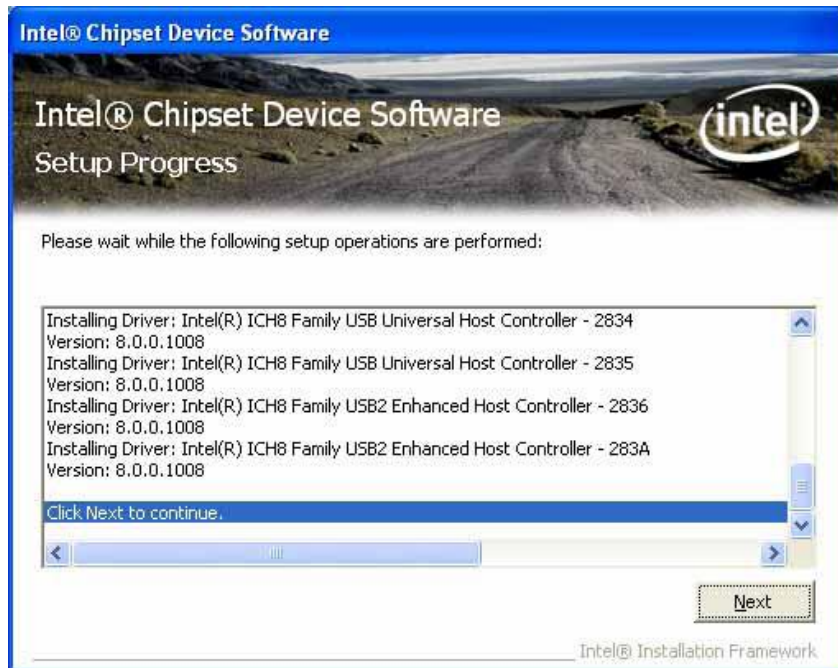 Intel® Chipset Device Software
Intel® Chipset Device Software
intel
Setup Progress
Please wait while the following setup operations are performed:
Installing Driver: Intel(R) ICH8 Family USB Universal Host Controller - 2834
Version: 8.0.0.1008
Installing Driver: Intel(R) ICH8 Family USB Universal Host Controller - 2835
Version: 8.0.0.1008
Installing Driver: Intel(R) ICH8 Family USB2 Enhanced Host Controller - 2836
Version: 8.0.0.1008
Installing Driver: Intel(R) ICH8 Family USB2 Enhanced Host Controller - 283A
Version: 8.0.0.1008
Click Next to continue.
Next
Intel® Installation Framework